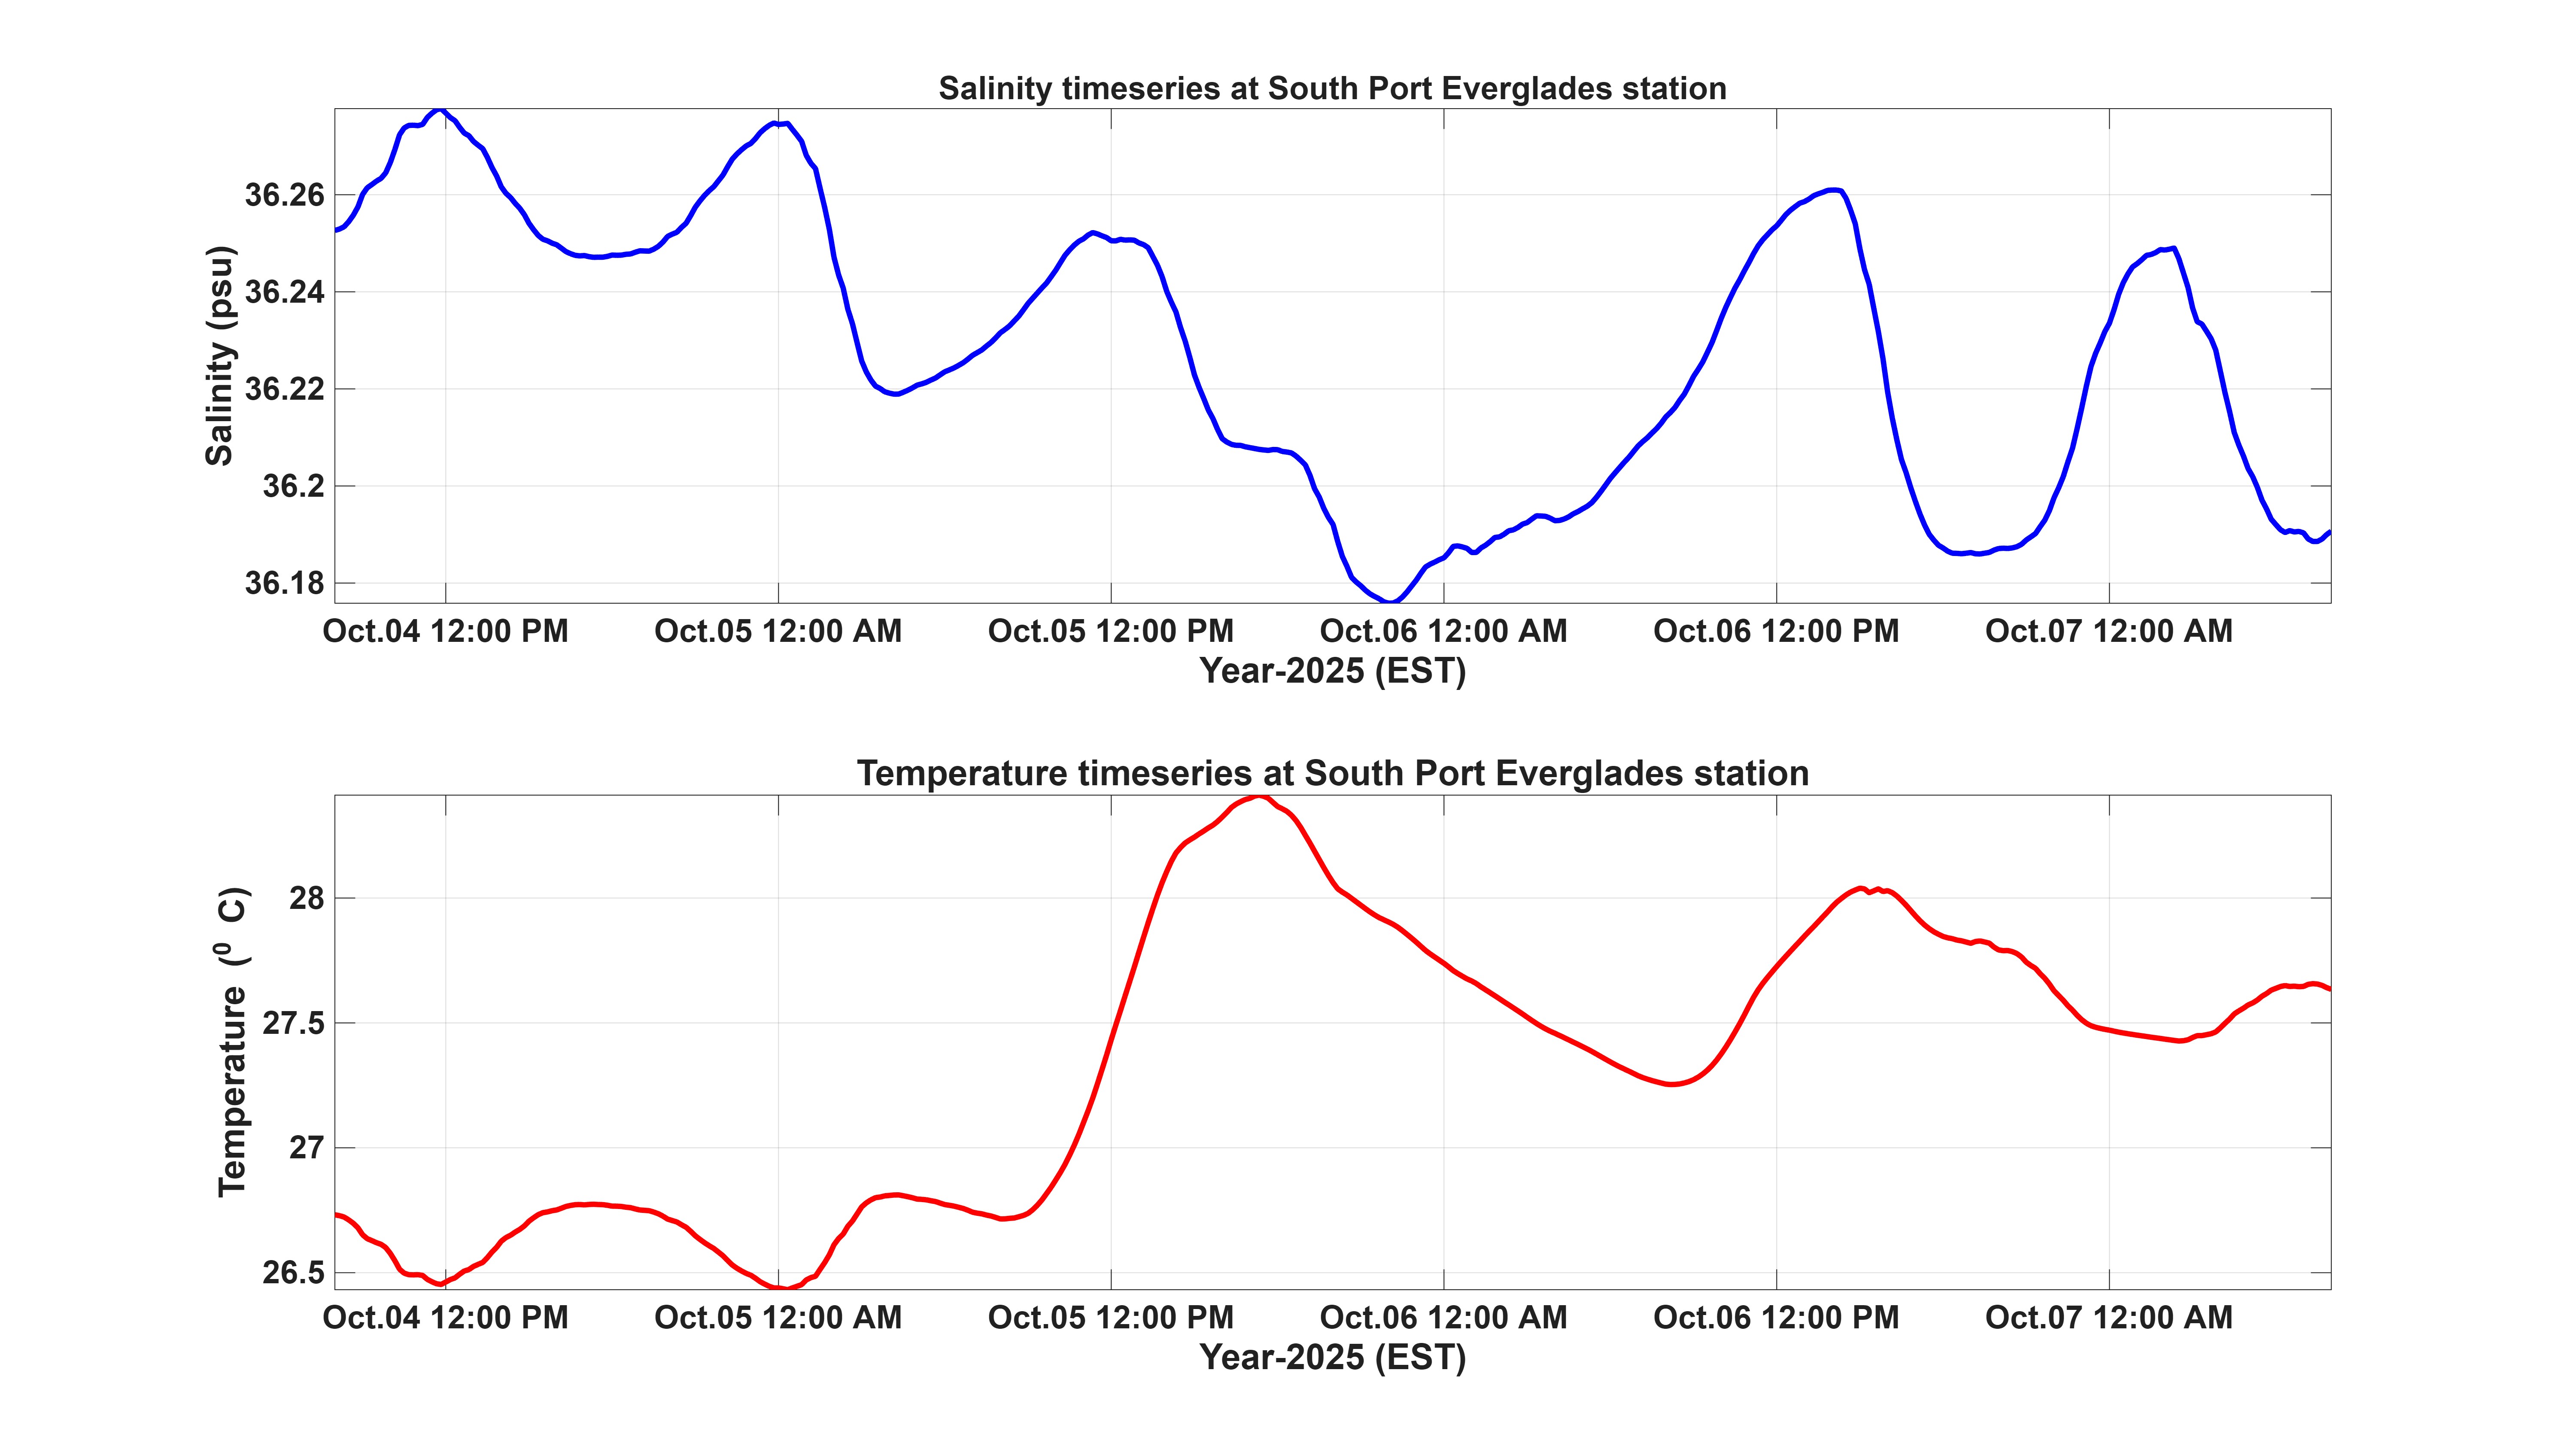 Salinity timeseries at South Port Everglades station
Salinity (psu)
36.26
36.24
36.22
36.2
36.18
Oct.04 12:00 PM Oct.05 12:00 AM Oct.05 12:00 PM Oct.06 12:00 AM Oct.06 12:00 PM Oct.07 12:00 AM
Year-2025 (EST)
Temperature timeseries at South Port Everglades station
Temperature (⁰ C)
28
27.5
27
26.5
Oct.04 12:00 PM Oct.05 12:00 AM Oct.05 12:00 PM Oct.06 12:00 AM Oct.06 12:00 PM Oct.07 12:00 AM
Year-2025 (EST)